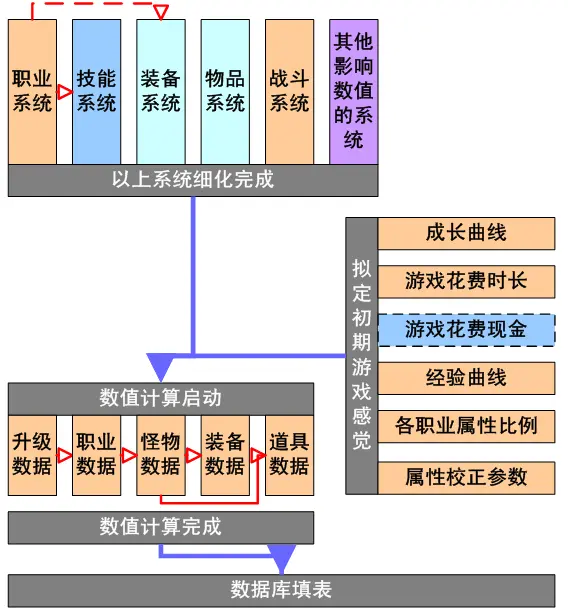 职业
系统
技能
系统
装备
系统
物品
系统
战斗
系统
其他
影响
数值
的系
统
以上系统细化完成
拟定初期游戏感觉
成长曲线
游戏花费时长
游戏花费现金
经验曲线
各职业属性比例
属性校正参数
数值计算启动
升级
数据
职业
数据
怪物
数据
装备
数据
道具
数据
数值计算完成
数据库填表